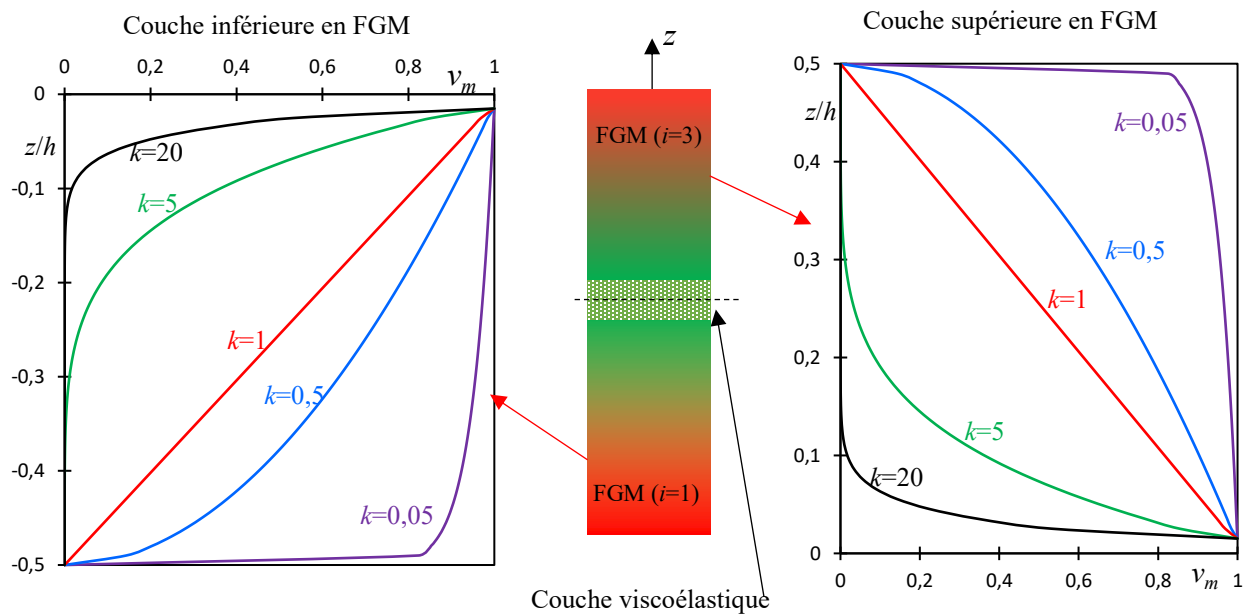 Couche inférieure en FGM
0 0,2 0,4 0,6 0,8 1
v_m
0
z/h
-0,1
-0,2
-0,3
-0,4
-0,5
k=20
k=5
k=1
k=0,5
k=0,05
z
FGM (i=3)
FGM (i=1)
Couche viscoélastique
Couche supérieure en FGM
0,5
z/h
0,4
0,3
0,2
0,1
0
k=0,05
k=0,5
k=1
k=5
k=20
0 0,2 0,4 0,6 0,8 v_m 1